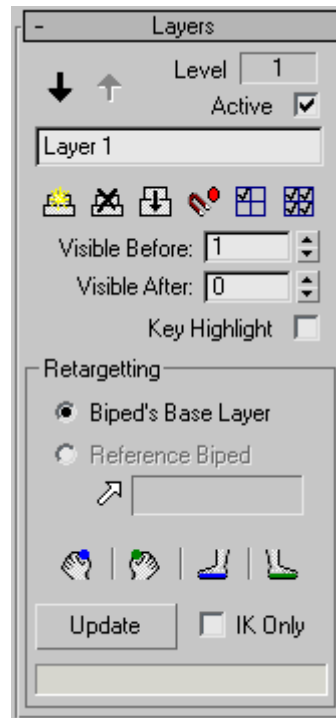 - Layers
Level 1
Active
Layer 1
Visible Before: 1
Visible After: 0
Key Highlight
Retargetting
Biped's Base Layer
Reference Biped
Update IK Only